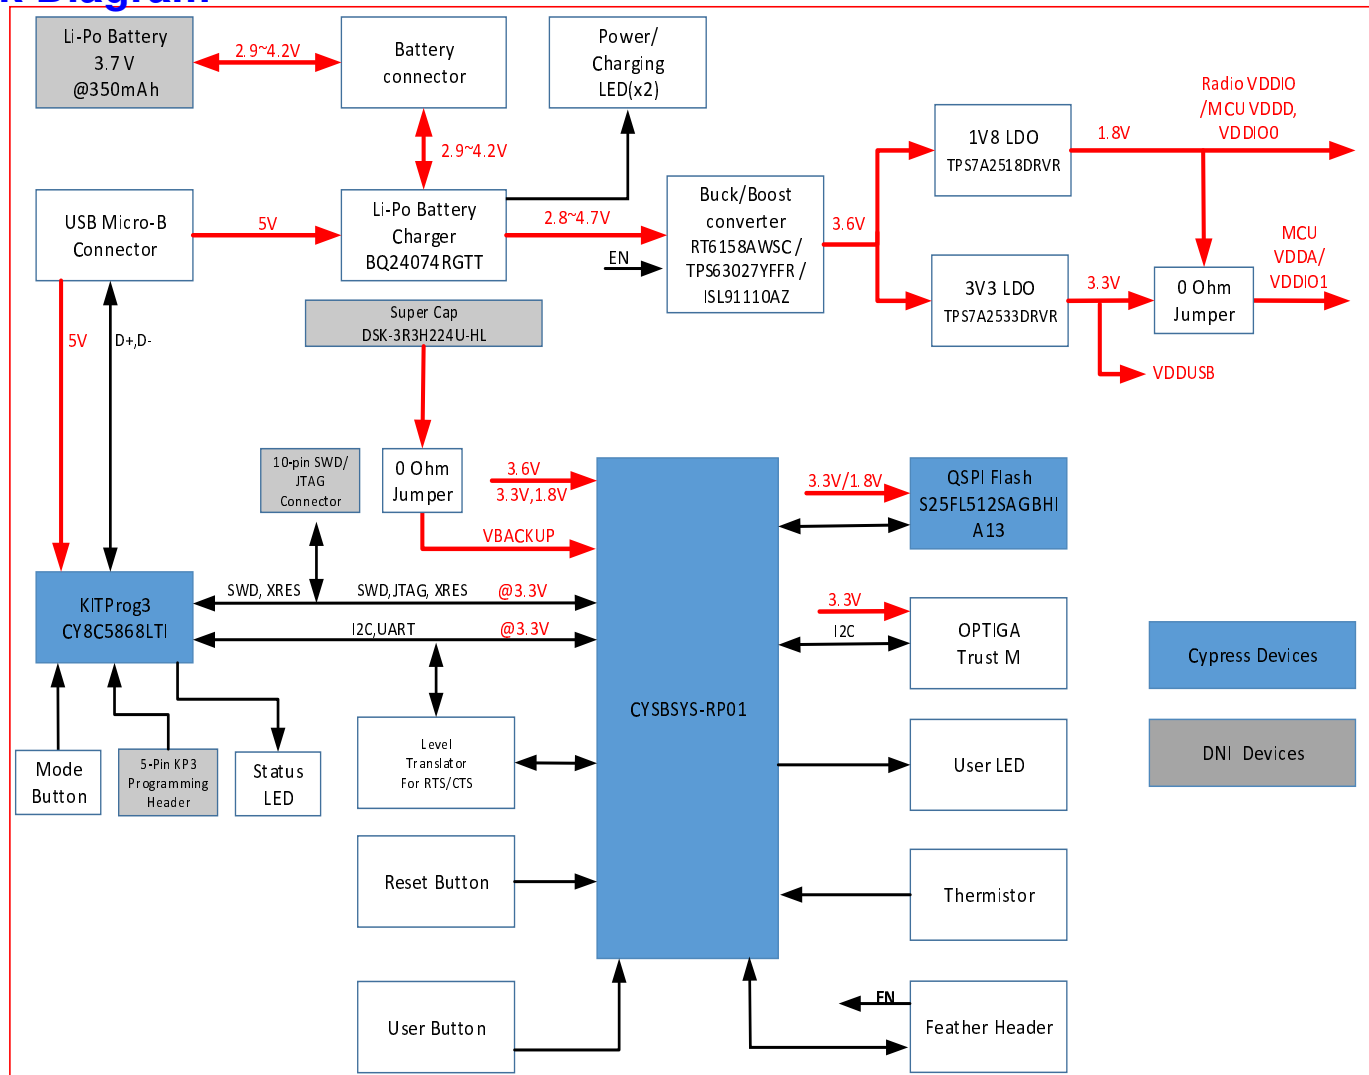 k Diagram
Li-Po Battery
3.7 V
@350mAh
2.9~4.2V
Battery
connector
Power/
Charging
LED(x2)
2.9~4.2V
Radio VDDIO
/MCU VDDD,
VDDIO0
1V8 LDO
TPS7A2518DRVR
1.8V
USB Micro-B
Connector
5V
Li-Po Battery
Charger
BQ24074RGTT
2.8~4.7V
EN
Buck/Boost
converter
RT6158AWSC /
TPS63027YFFR /
ISL91110AZ
3.6V
3V3 LDO
TPS7A2533DRVR
3.3V
0 Ohm
Jumper
MCU
VDDA/
VDDIO1
VDDUSB
5V
D+,D-
Super Cap
DSK-3R3H224U-HL
10-pin SWD/
JTAG
Connector
0 Ohm
Jumper
3.6V
3.3V,1.8V
VBACKUP
3.3V/1.8V
QSPI Flash
S25FL512SAGBHI
A13
KITProg3
CY8C5868LTI
SWD, XRES
SWD,JTAG, XRES
@3.3V
I2C,UART
@3.3V
3.3V
I2C
OPTIGA
Trust M
Cypress Devices
CYSBSYS-RP01
DNI Devices
Mode
Button
5-Pin KP3
Programming
Header
Status
LED
Level
Translator
For RTS/CTS
User LED
Reset Button
Thermistor
User Button
EN
Feather Header